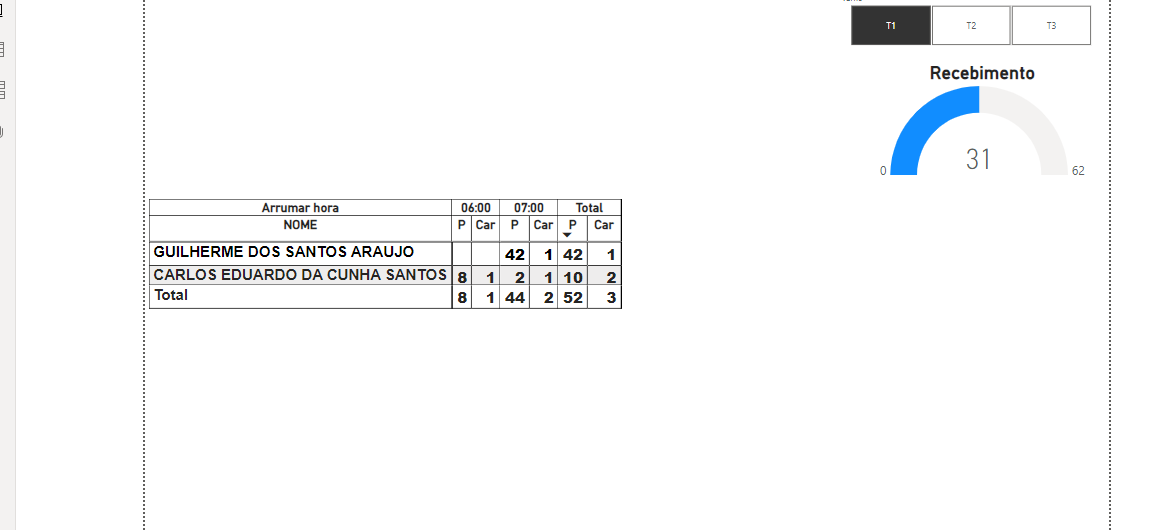 T1 T2 T3
Recebimento
31
0 62
Arrumar hora 06:00 07:00 Total
NOME P Car P Car P Car
GUILHERME DOS SANTOS ARAUJO 42 1 42 1
CARLOS EDUARDO DA CUNHA SANTOS 8 1 2 1 10 2
Total 8 1 44 2 52 3